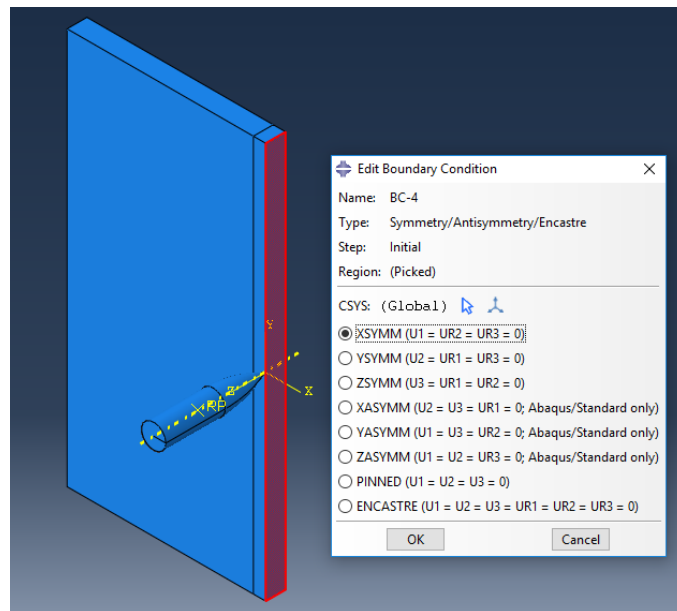 Edit Boundary Condition
Name: BC-4
Type: Symmetry/Antisymmetry/Encastre
Step: Initial
Region: (Picked)
CSYS: (Global)
XSYMM (U1 = UR2 = UR3 = 0)
YSYMM (U2 = UR1 = UR3 = 0)
ZSYMM (U3 = UR1 = UR2 = 0)
XASYMM (U2 = U3 = UR1 = 0; Abaqus/Standard only)
YASYMM (U1 = U3 = UR2 = 0; Abaqus/Standard only)
ZASYMM (U1 = U2 = UR3 = 0; Abaqus/Standard only)
PINNED (U1 = U2 = U3 = 0)
ENCASTRE (U1 = U2 = U3 = UR1 = UR2 = UR3 = 0)
OK Cancel
Y
X
Z
RP